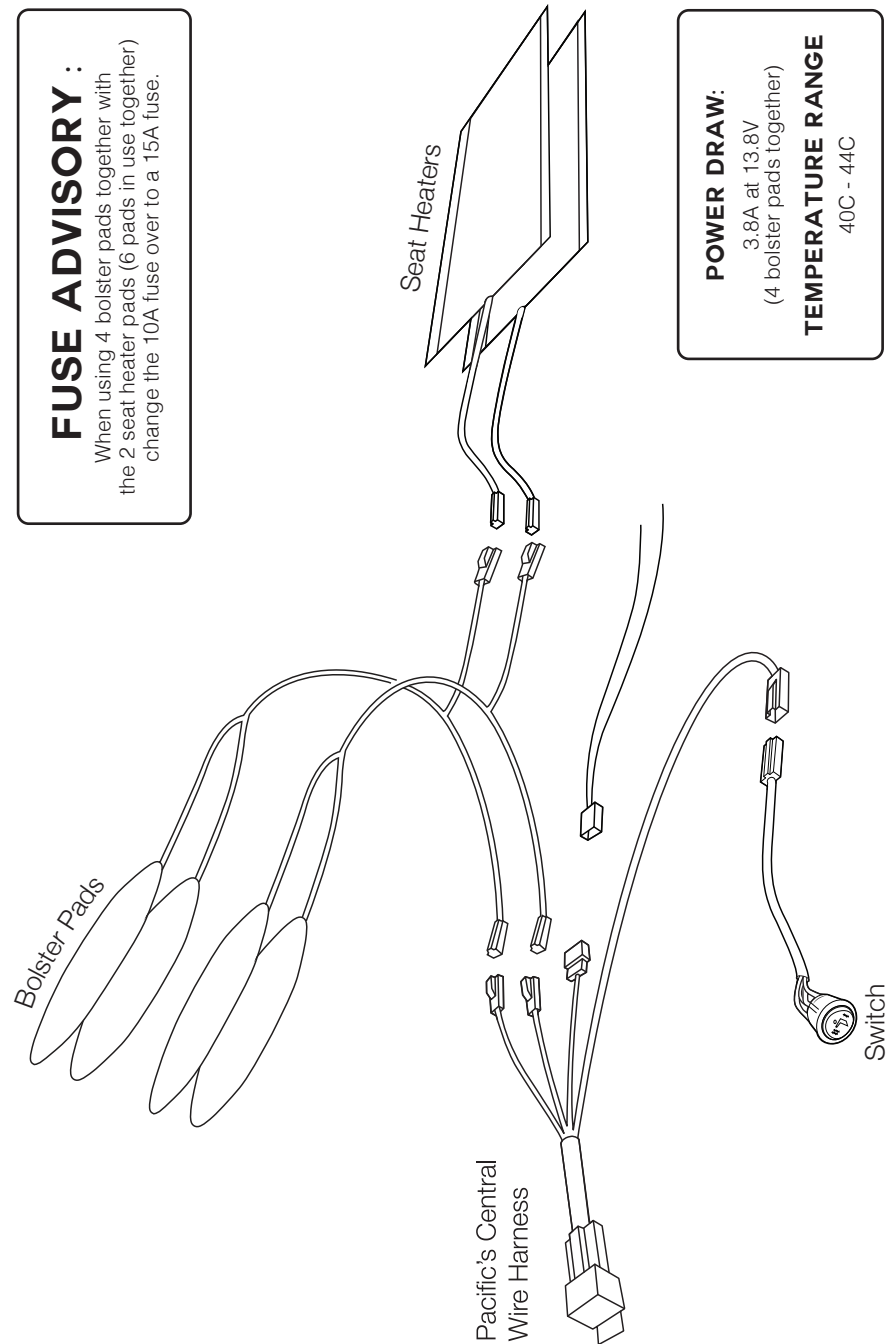 FUSE ADVISORY :
When using 4 bolster pads together with
the 2 seat heater pads (6 pads in use together)
change the 10A fuse over to a 15A fuse.
Seat Heaters
POWER DRAW:
3.8A at 13.8V
(4 bolster pads together)
TEMPERATURE RANGE
40C - 44C
Bolster Pads
Pacific's Central
Wire Harness
Switch